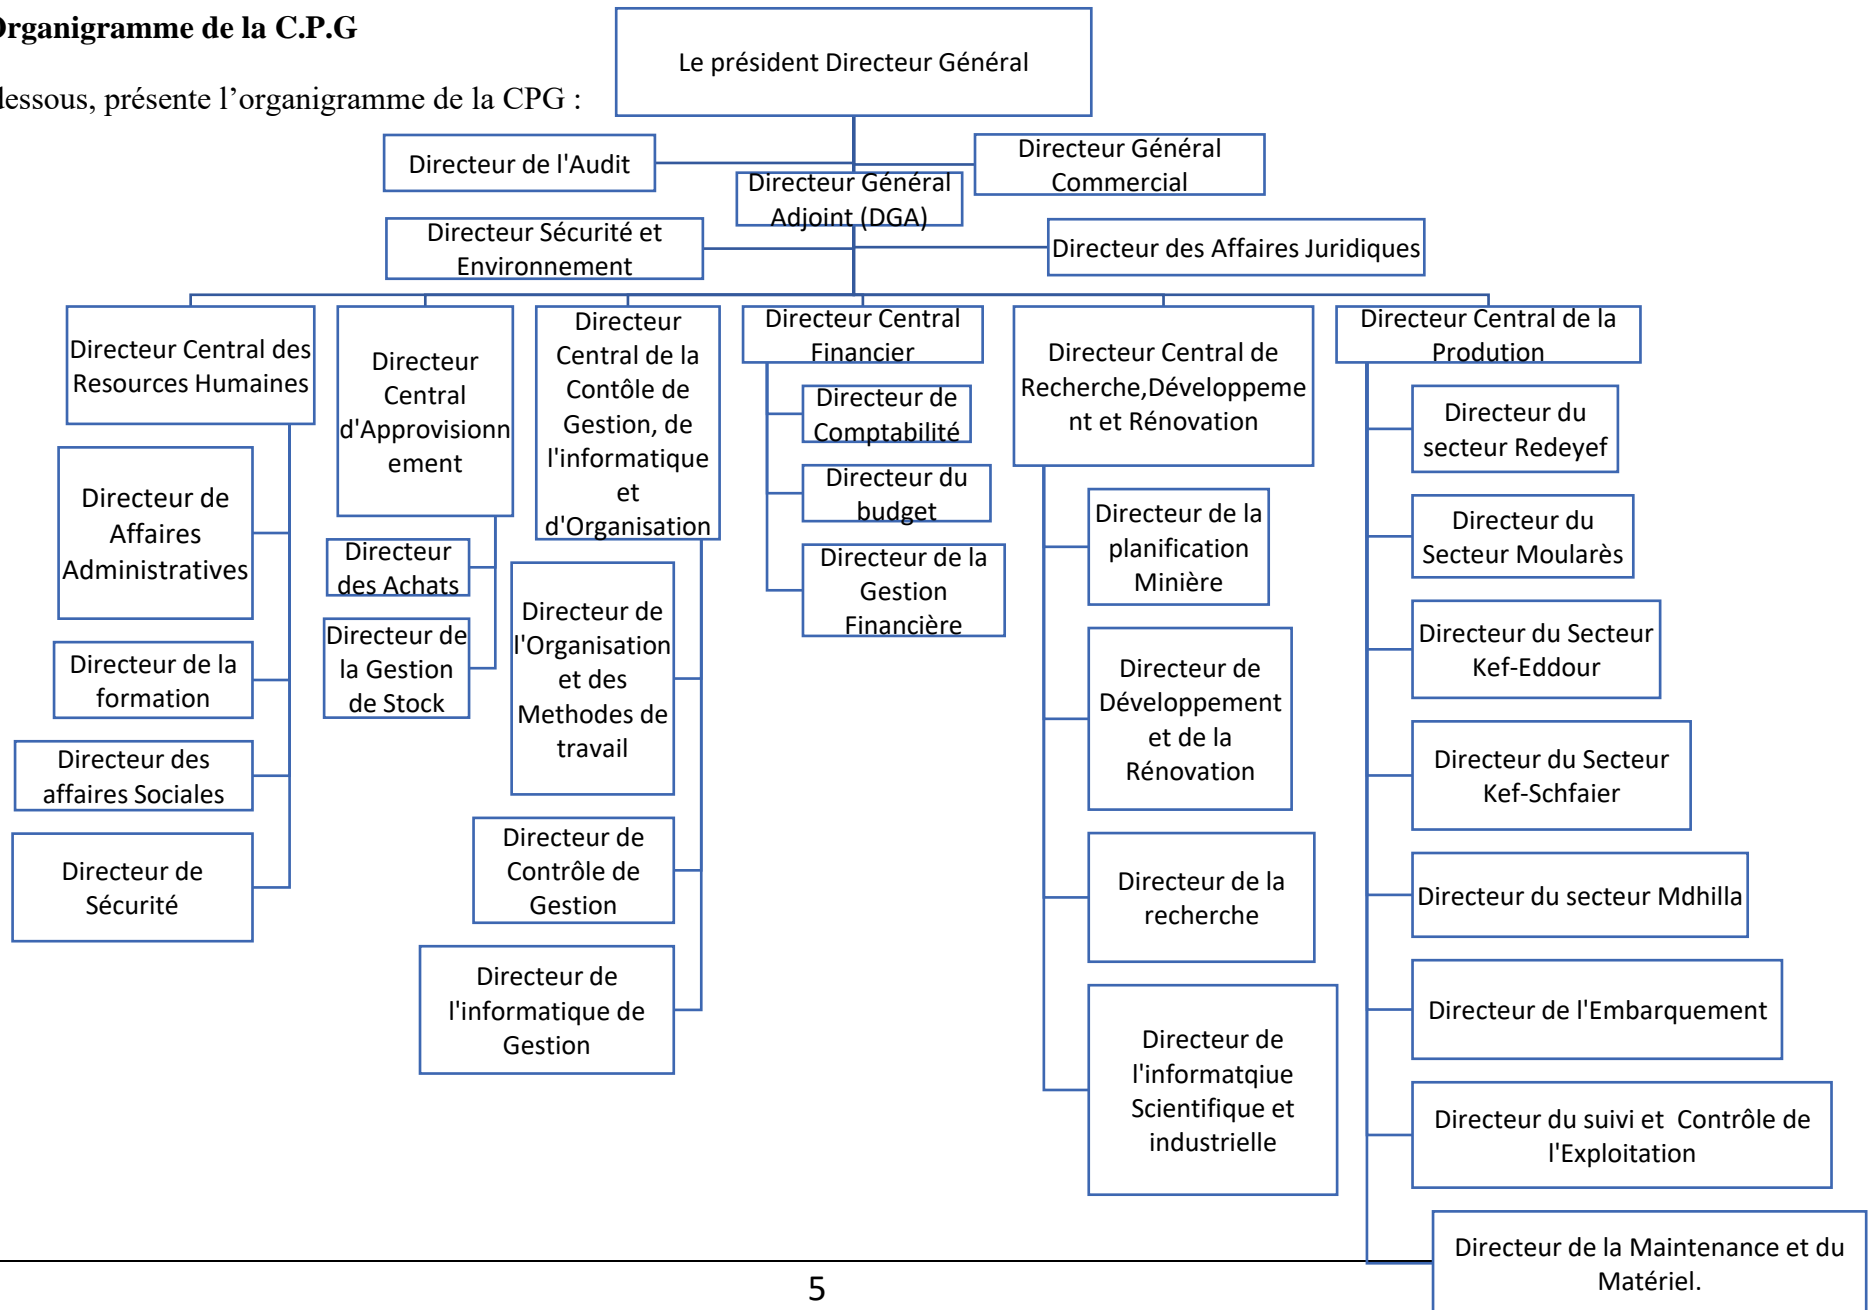 Organigramme de la C.P.G
dessous, présente l'organigramme de la CPG :
Le président Directeur Général
Directeur de l'Audit
Directeur Général
Commercial
Directeur Général
Adjoint (DGA)
Directeur Sécurité et
Environnement
Directeur des Affaires Juridiques
Directeur Central des
Resources Humaines
Directeur de
Affaires
Administratives
Directeur de la
formation
Directeur des
affaires Sociales
Directeur de
Sécurité
Directeur
Central
d'Approvisionn
ement
Directeur
des Achats
Directeur de
la Gestion
de Stock
Directeur
Central de la
Contôle de
Gestion, de
l'informatique
et
d'Organisation
Directeur de
l'Organisation
et des
Methodes de
travail
Directeur de
Contrôle de
Gestion
Directeur de
l'informatique de
Gestion
Directeur Central
Financier
Directeur de
Comptabilité
Directeur du
budget
Directeur de la
Gestion
Financière
Directeur Central de
Recherche,Développeme
nt et Rénovation
Directeur de la
planification
Minière
Directeur de
Développement
et de la
Rénovation
Directeur de la
recherche
Directeur de
l'informatqiue
Scientifique et
industrielle
Directeur Central de la
Prodution
Directeur du
secteur Redeyef
Directeur du
Secteur Moularès
Directeur du Secteur
Kef-Eddour
Directeur du Secteur
Kef-Schfaier
Directeur du secteur Mdhilla
Directeur de l'Embarquement
Directeur du suivi et  Contrôle de
l'Exploitation
Directeur de la Maintenance et du
Matériel.
5